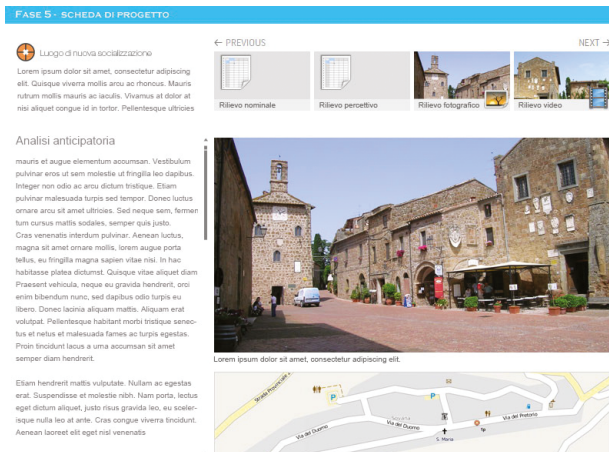 FASE 5 - SCHEDA DI PROGETTO
Luogo di nuova socializzazione
Lorem ipsum dolor sit amet, consectetur adipiscing
elit. Quisque viverra mollis arcu ac rhoncus. Mauris
rutrum mollis mauris ac iaculis. Vivamus at dolor at
nisi aliquet congue id in tortor. Pellentesque ultricies
← PREVIOUS
NEXT →
Rilievo nominale
Rilievo percettivo
Rilievo fotografico
Rilievo video
Analisi anticipatoria
mauris et augue elementum accumsan. Vestibulum
pulvinar eros ut sem molestie ut fringilla leo dapibus.
Integer non odio ac arcu dictum tristique. Etiam
pulvinar malesuada turpis sed tempor. Donec luctus
ornare arcu sit amet ultricies. Sed neque sem, fermen
tum cursus mattis sodales, semper quis justo.
Cras venenatis interdum pulvinar. Aenean luctus,
magna sit amet ornare mollis, lorem augue porta
tellus, eu fringilla magna sapien vitae nisi. In hac
habitasse platea dictumst. Quisque vitae aliquet diam
Praesent vehicula, neque eu gravida hendrerit, orci
enim bibendum nunc, sed dapibus odio turpis eu
libero. Donec lacinia aliquam mattis. Aliquam erat
volutpat. Pellentesque habitant morbi tristique senec-
tus et netus et malesuada fames ac turpis egestas.
Proin tincidunt lacus a urna accumsan sit amet
semper diam hendrerit.
Etiam hendrerit mattis vulputate. Nullam ac egestas
erat. Suspendisse et molestie nibh. Nam porta, lectus
eget dictum aliquet, justo risus gravida leo, eu sceler-
isque nulla leo at ante. Cras congue viverra tincidunt.
Aenean laoreet elit eget nisl venenatis
Lorem ipsum dolor sit amet, consectetur adipiscing elit.
Strada Provinciale
P
P
Sovana
Via del Duomo
Via del Duomo
S. Maria
Tip
Via del Pretorio